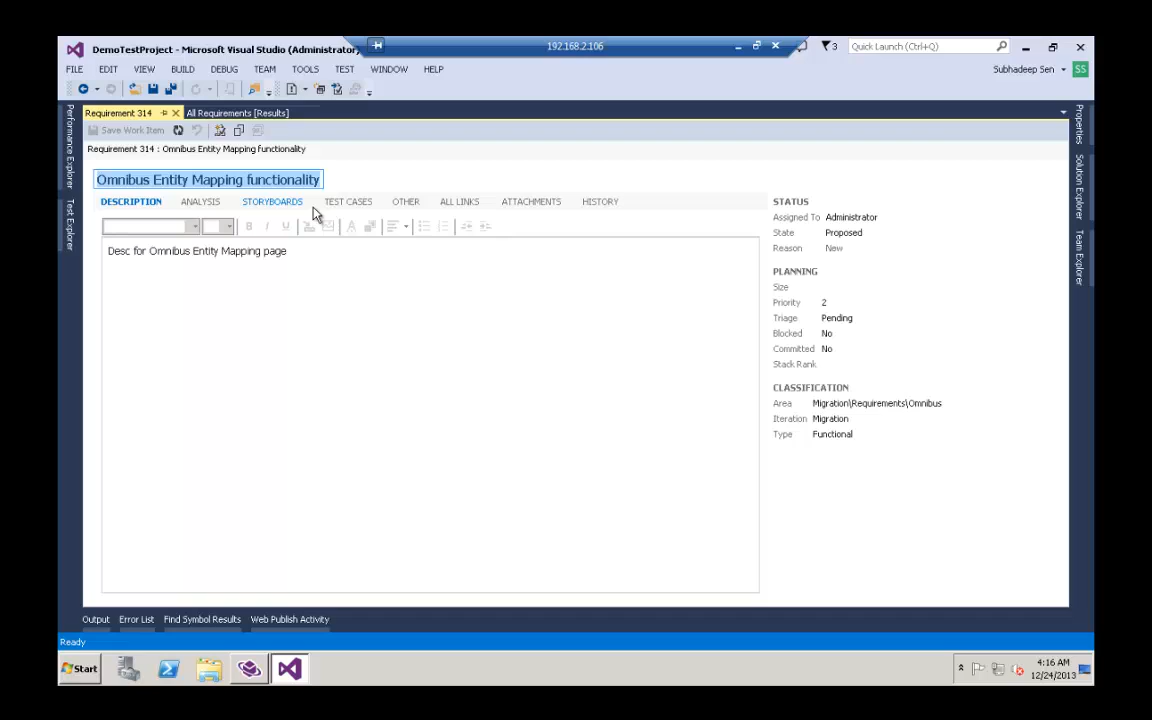 DemoTestProject - Microsoft Visual Studio (Administrator)
192.168.2.106
3
Quick Launch (Ctrl+Q)
FILE EDIT VIEW BUILD DEBUG TEAM TOOLS TEST WINDOW HELP
Subhadeep Sen SS
Requirement 314
All Requirements [Results]
Save Work Item
Requirement 314 : Omnibus Entity Mapping functionality
Omnibus Entity Mapping functionality
DESCRIPTION ANALYSIS STORYBOARDS TEST CASES OTHER ALL LINKS ATTACHMENTS HISTORY
B I U A
Desc for Omnibus Entity Mapping page
STATUS
Assigned To Administrator
State Proposed
Reason New
PLANNING
Size
Priority 2
Triage Pending
Blocked No
Committed No
Stack Rank
CLASSIFICATION
Area Migration\Requirements\Omnibus
Iteration Migration
Type Functional
Performance Explorer
Test Explorer
Properties
Solution Explorer
Team Explorer
Output Error List Find Symbol Results Web Publish Activity
Ready
Start
4:16 AM
12/24/2013